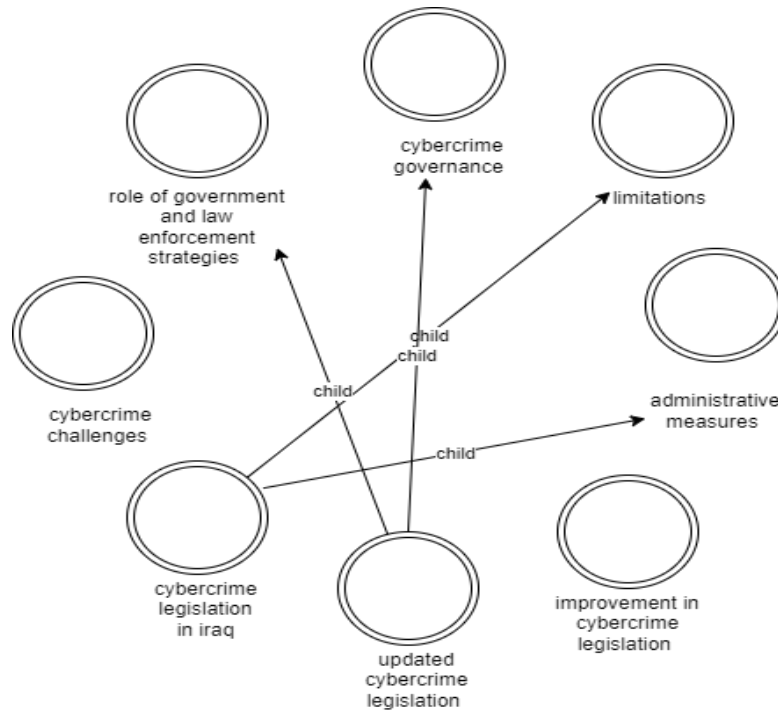 cybercrime
governance
role of government
and law
enforcement
strategies
limitations
child
child
child
cybercrime
challenges
administrative
measures
child
cybercrime
legislation
in iraq
improvement in
cybercrime
legislation
updated
cybercrime
legislation